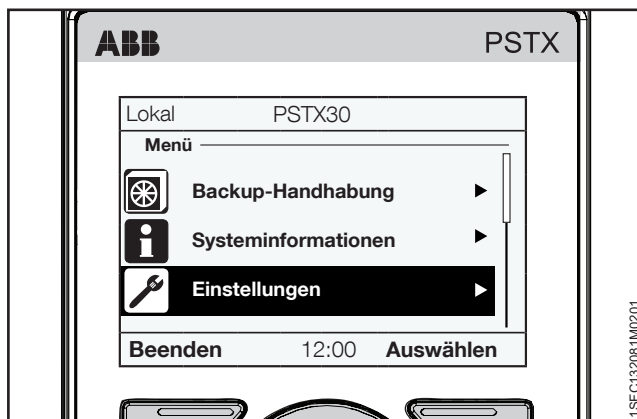 ABB PSTX
Lokal PSTX30
Menü
Backup-Handhabung
Systeminformationen
Einstellungen
Beenden 12:00 Auswählen
1SFC132081M0201